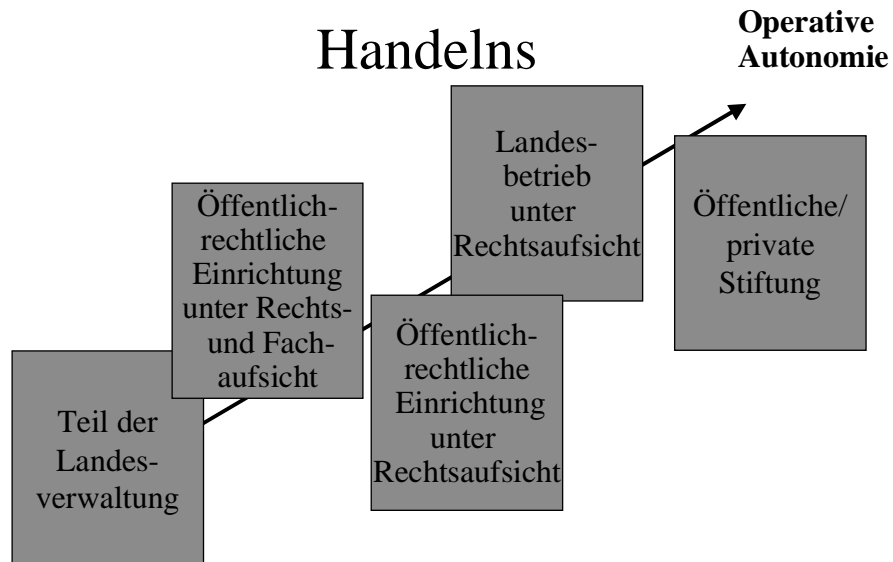 Handelns
Operative
Autonomie
Landes-
betrieb
unter
Rechtsaufsicht
Öffentliche/
private
Stiftung
Öffentlich-
rechtliche
Einrichtung
unter Rechts-
und Fach-
aufsicht
Öffentlich-
rechtliche
Einrichtung
unter
Rechtsaufsicht
Teil der
Landes-
verwaltung